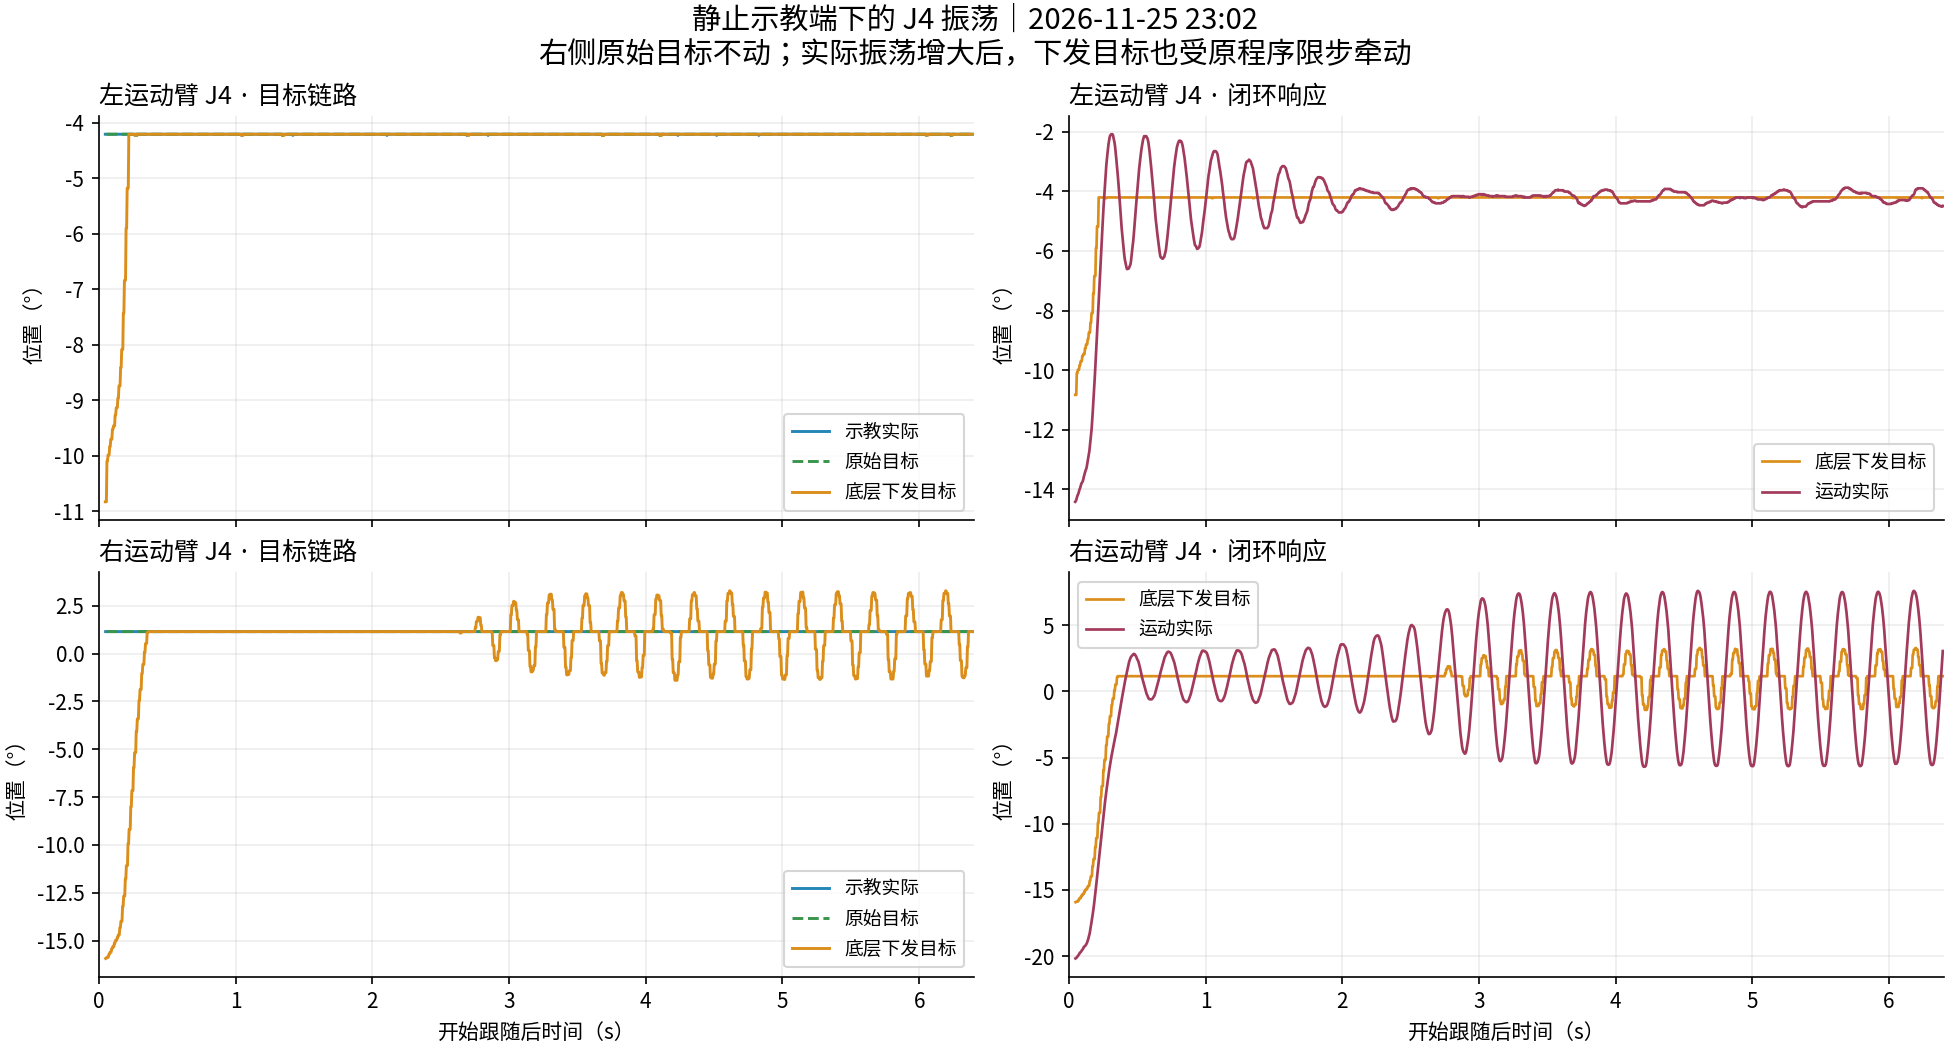 静止示教端下的 J4 振荡｜2026-11-25 23:02
右侧原始目标不动；实际振荡增大后，下发目标也受原程序限步牵动
左运动臂 J4 · 目标链路
-4
-5
-6
-7
-8
-9
-10
-11
位置（°）
示教实际
原始目标
底层下发目标
左运动臂 J4 · 闭环响应
-2
-4
-6
-8
-10
-12
-14
位置（°）
底层下发目标
运动实际
右运动臂 J4 · 目标链路
2.5
0.0
-2.5
-5.0
-7.5
-10.0
-12.5
-15.0
位置（°）
示教实际
原始目标
底层下发目标
0 1 2 3 4 5 6
开始跟随后时间（s）
右运动臂 J4 · 闭环响应
底层下发目标
运动实际
5
0
-5
-10
-15
-20
位置（°）
0 1 2 3 4 5 6
开始跟随后时间（s）